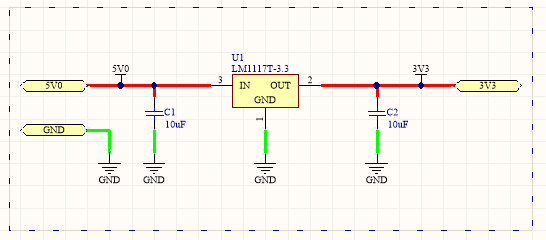 U1
5V0
LM1117T-3.3
3V3
5V0
3
IN
OUT
2
3V3
GND
C1
10uF
1
C2
10uF
GND
GND
GND
GND
GND